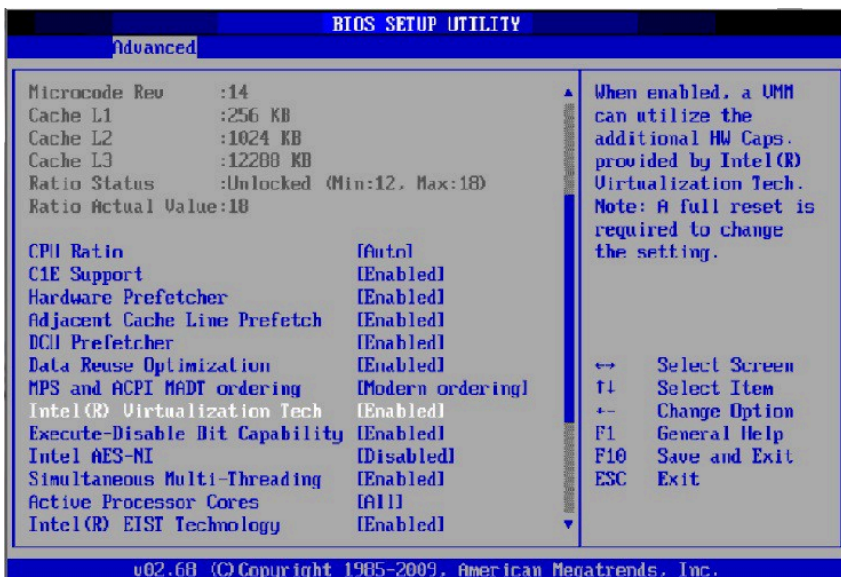 BIOS SETUP UTILITY
Advanced
Microcode Rev :14
Cache L1 :256 KB
Cache L2 :1024 KB
Cache L3 :12288 KB
Ratio Status :Unlocked (Min:12, Max:18)
Ratio Actual Value:18
CPU Ratio [Auto]
C1E Support [Enabled]
Hardware Prefetcher [Enabled]
Adjacent Cache Line Prefetch [Enabled]
DCU Prefetcher [Enabled]
Data Reuse Optimization [Enabled]
MPS and ACPI MADT ordering [Modern ordering]
Intel(R) Virtualization Tech [Enabled]
Execute-Disable Bit Capability [Enabled]
Intel AES-NI [Disabled]
Simultaneous Multi-Threading [Enabled]
Active Processor Cores [All]
Intel(R) EIST Technology [Enabled]
When enabled, a VMM
can utilize the
additional HW Caps.
provided by Intel(R)
Virtualization Tech.
Note: A full reset is
required to change
the setting.
↔ Select Screen
↑↓ Select Item
+- Change Option
F1 General Help
F10 Save and Exit
ESC Exit
v02.68 (C)Copyright 1985-2009, American Megatrends, Inc.